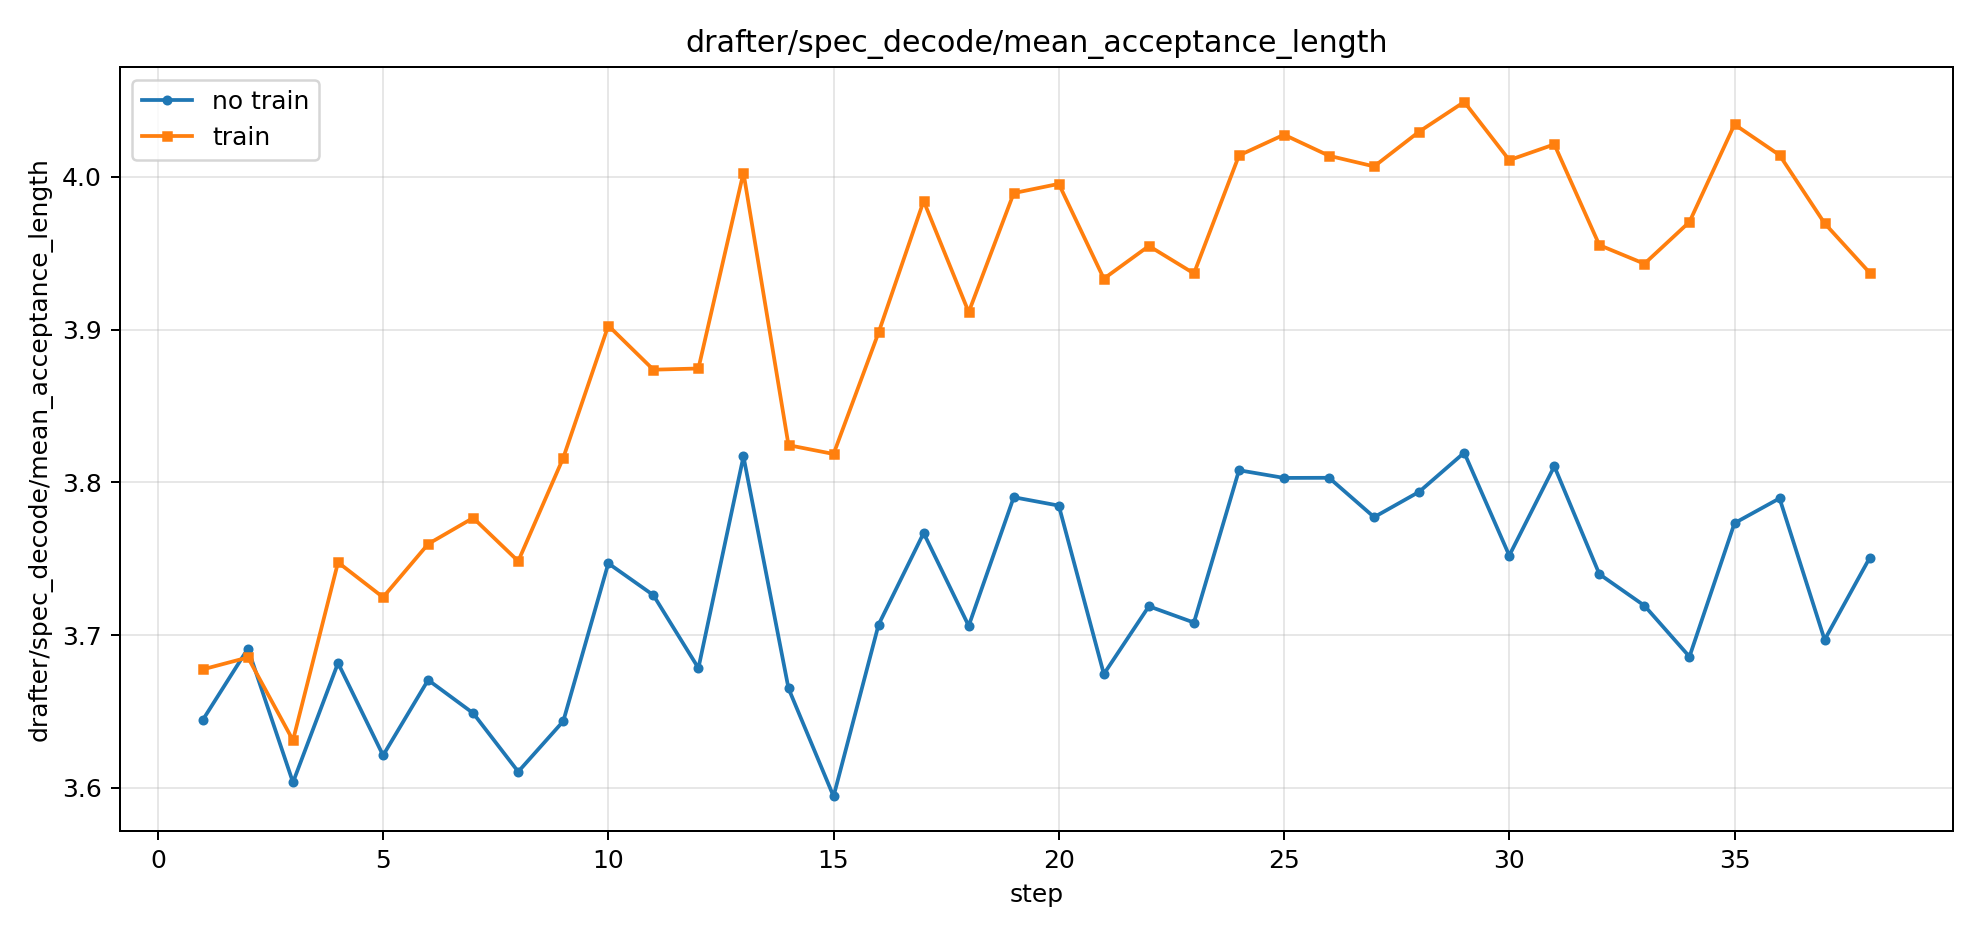 drafter/spec_decode/mean_acceptance_length
no train
train
drafter/spec_decode/mean_acceptance_length
4.0
3.9
3.8
3.7
3.6
0
5
10
15
20
25
30
35
step